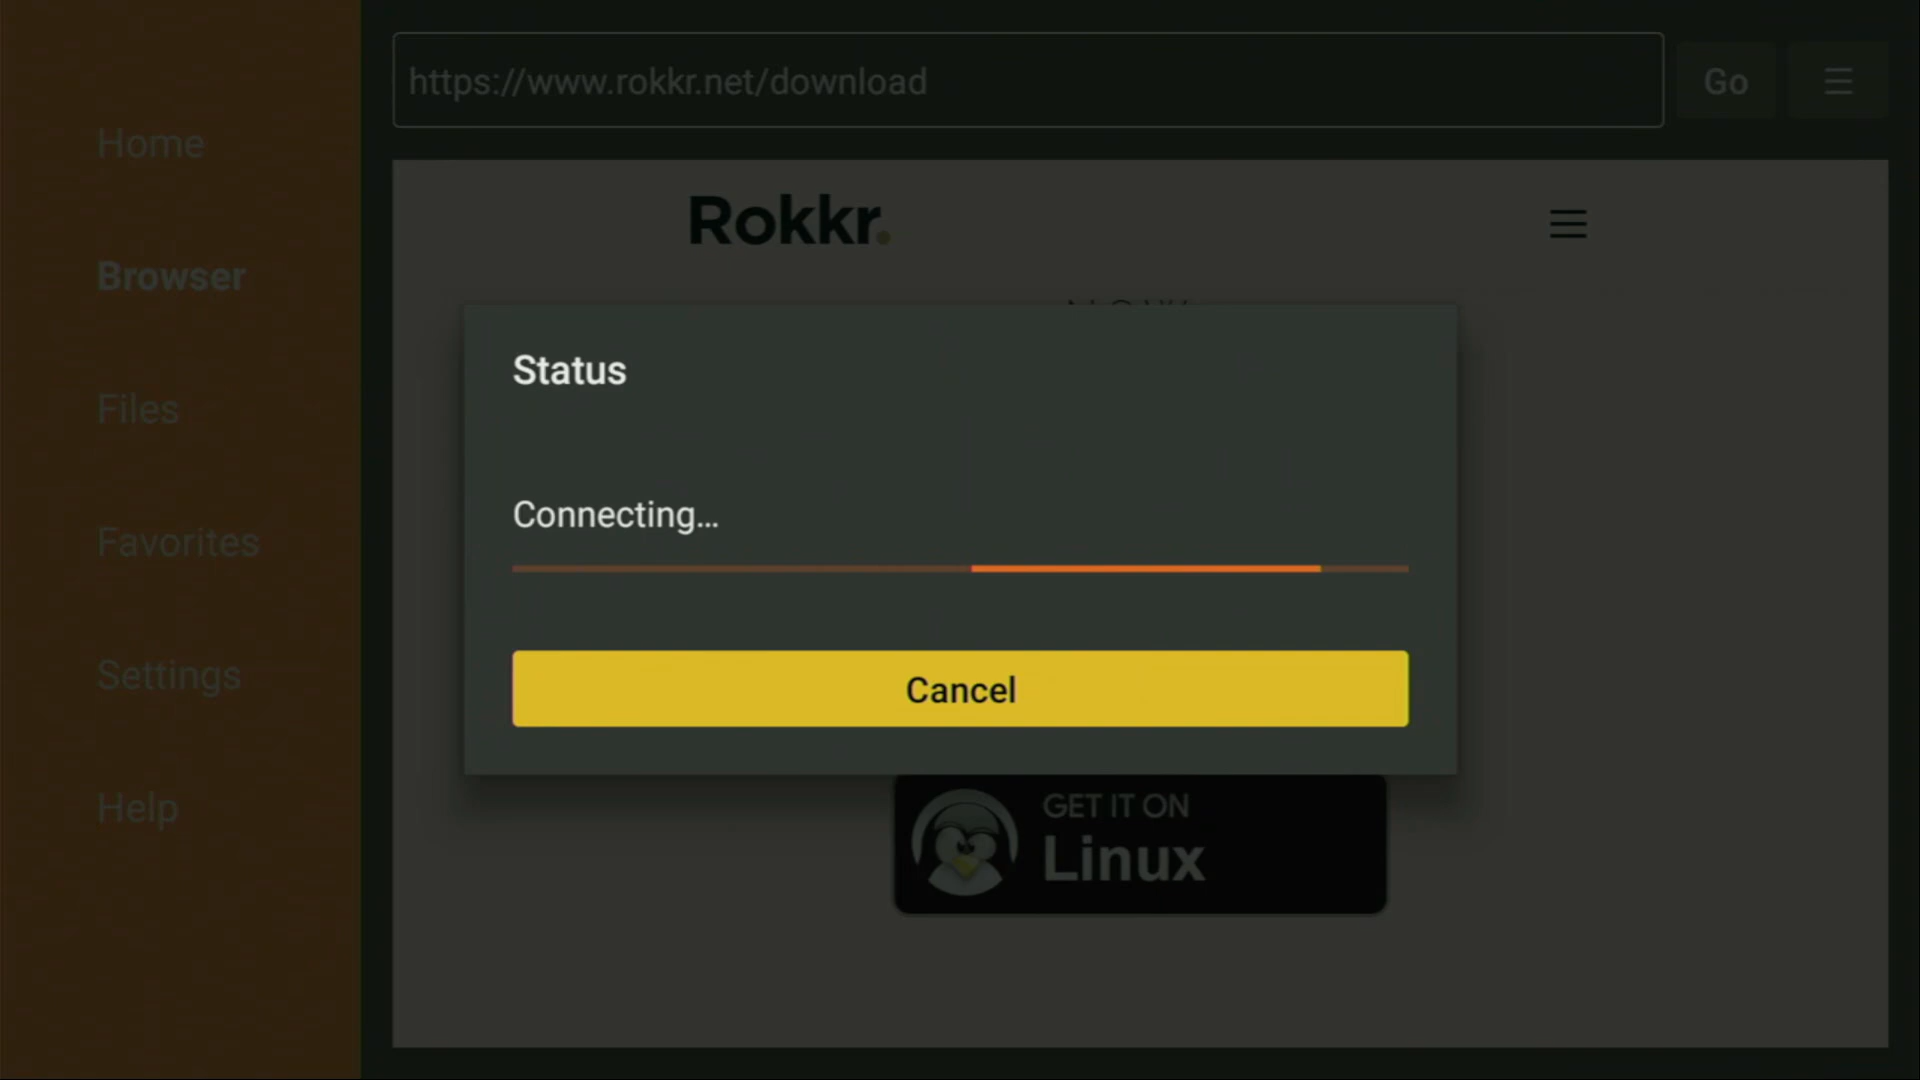 https://www.rokkr.net/download
Go
Home
Browser
Files
Favorites
Settings
Help
Rokkr.
Status
Connecting...
Cancel
GET IT ON
Linux